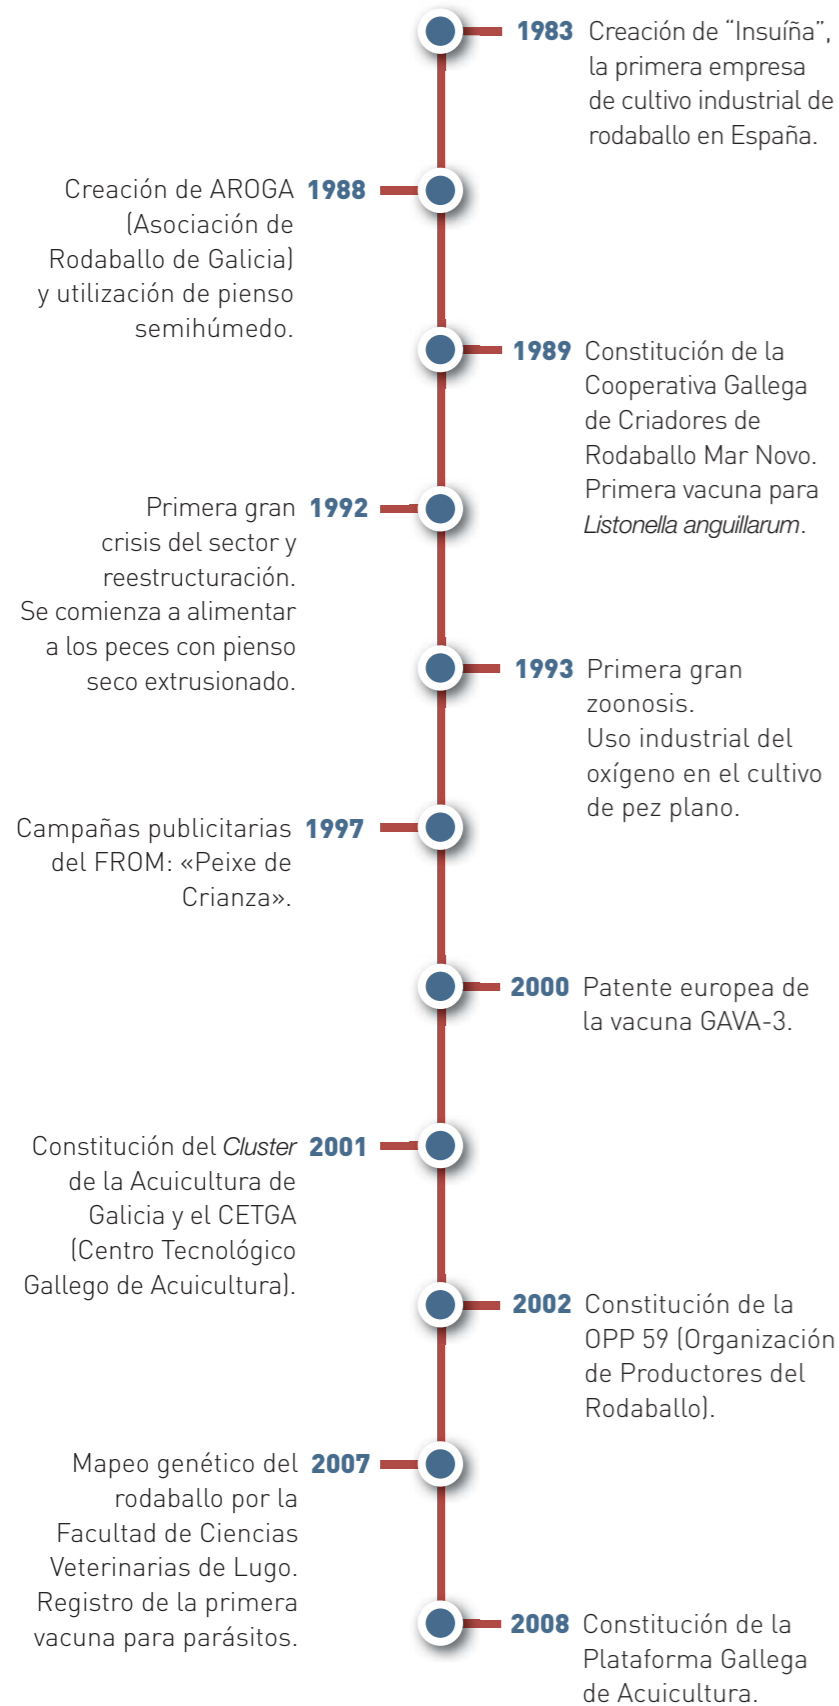 1983 Creación de “Insuíña”,
la primera empresa
de cultivo industrial de
rodaballo en España.
Creación de AROGA 1988
(Asociación de
Rodaballo de Galicia)
y utilización de pienso
semihúmedo.
1989 Constitución de la
Cooperativa Gallega
de Criadores de
Rodaballo Mar Novo.
Primera vacuna para
Listonella anguillarum.
Primera gran 1992
crisis del sector y
reestructuración.
Se comienza a alimentar
a los peces con pienso
seco extrusionado.
1993 Primera gran
zoonosis.
Uso industrial del
oxígeno en el cultivo
de pez plano.
Campañas publicitarias 1997
del FROM: «Peixe de
Crianza».
2000 Patente europea de
la vacuna GAVA-3.
Constitución del Cluster 2001
de la Acuicultura de
Galicia y el CETGA
(Centro Tecnológico
Gallego de Acuicultura).
2002 Constitución de la
OPP 59 (Organización
de Productores del
Rodaballo).
Mapeo genético del 2007
rodaballo por la
Facultad de Ciencias
Veterinarias de Lugo.
Registro de la primera
vacuna para parásitos.
2008 Constitución de la
Plataforma Gallega
de Acuicultura.